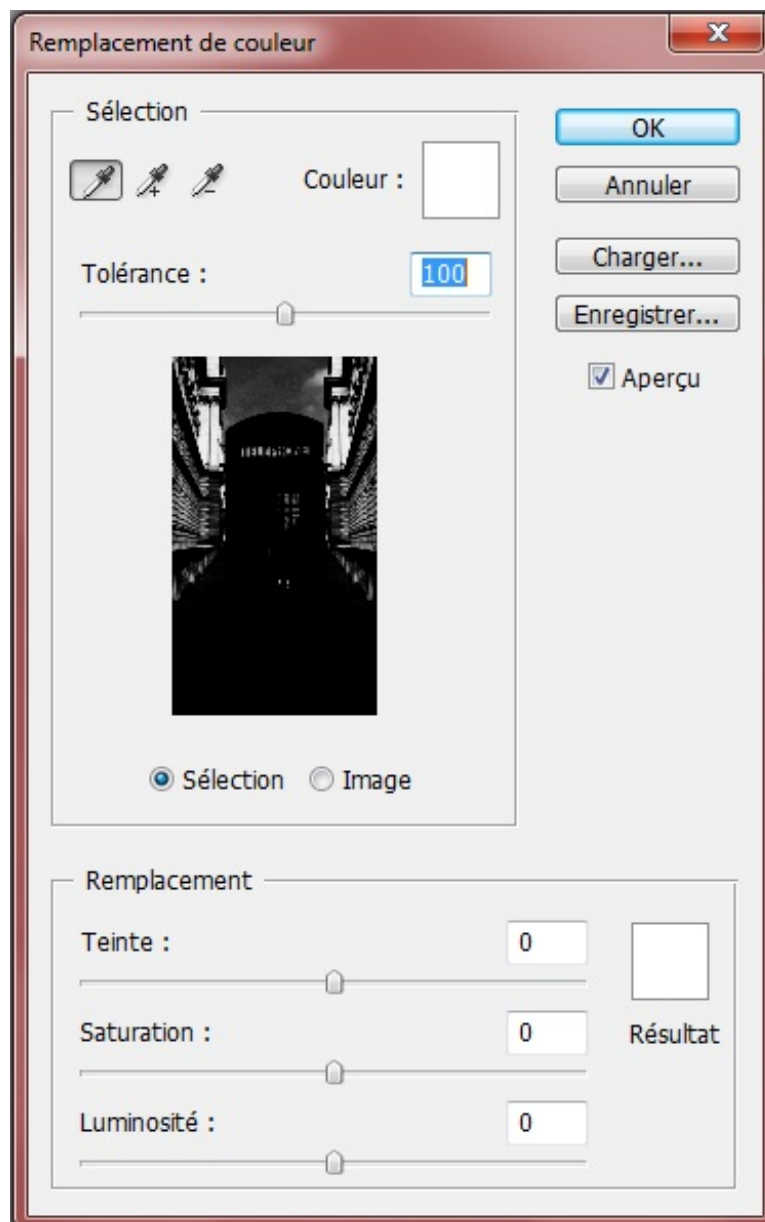 Remplacement de couleur
Sélection
OK
Couleur :
Annuler
Tolérance :
100
Charger...
Enregistrer...
Aperçu
TELEPHONE
Sélection
Image
Remplacement
Teinte :
0
Saturation :
0
Résultat
Luminosité :
0